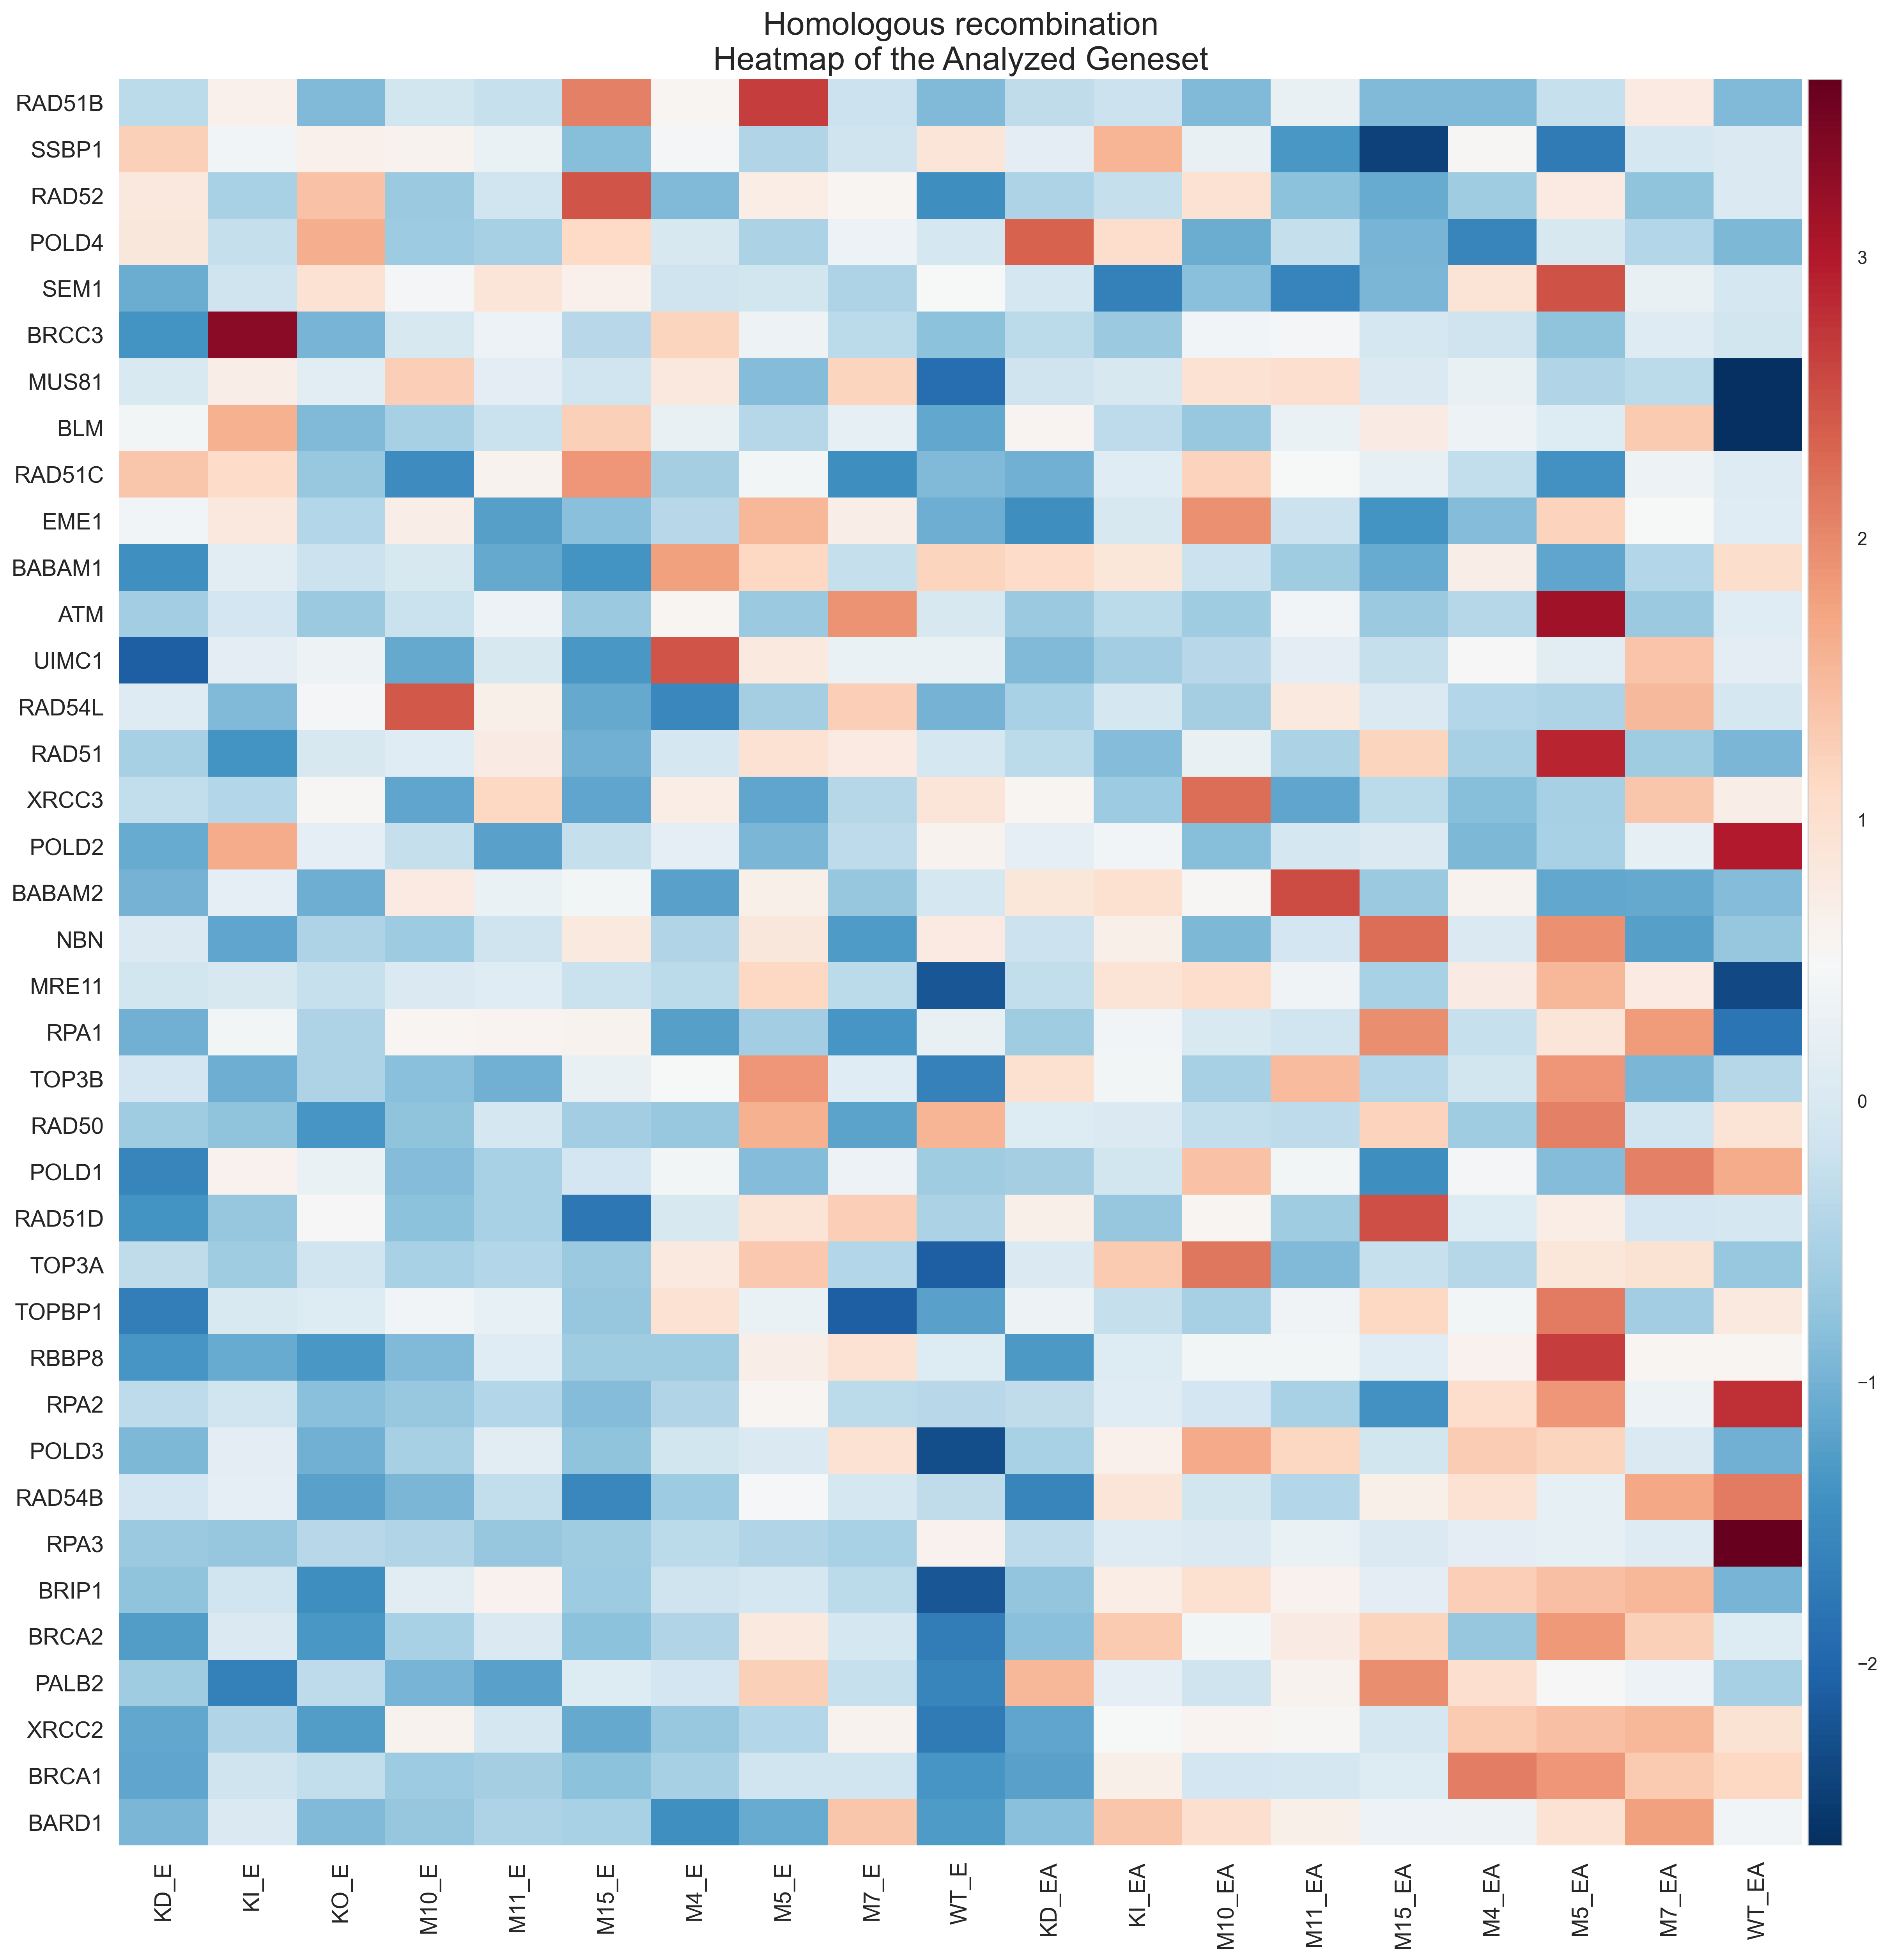 Homologous recombination
Heatmap of the Analyzed Geneset
RAD51B
SSBP1
RAD52
POLD4
SEM1
BRCC3
MUS81
BLM
RAD51C
EME1
BABAM1
ATM
UIMC1
RAD54L
RAD51
XRCC3
POLD2
BABAM2
NBN
MRE11
RPA1
TOP3B
RAD50
POLD1
RAD51D
TOP3A
TOPBP1
RBBP8
RPA2
POLD3
RAD54B
RPA3
BRIP1
BRCA2
PALB2
XRCC2
BRCA1
BARD1
KD_E
KI_E
KO_E
M10_E
M11_E
M15_E
M4_E
M5_E
M7_E
WT_E
KD_EA
KI_EA
M10_EA
M11_EA
M15_EA
M4_EA
M5_EA
M7_EA
WT_EA
3
2
1
0
−1
−2